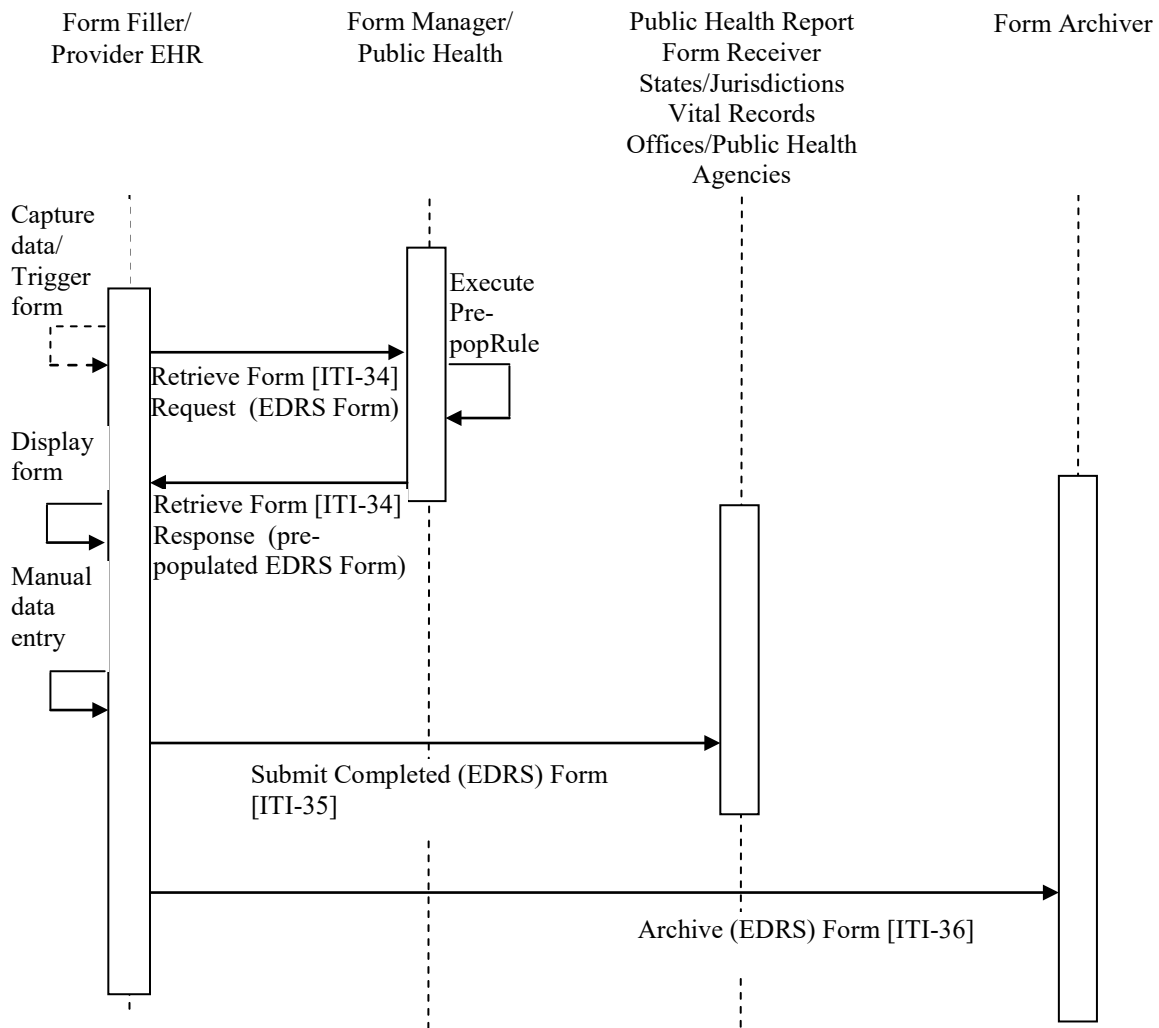 Form Filler/
Provider EHR
Form Manager/
Public Health
Public Health Report
Form Receiver
States/Jurisdictions
Vital Records
Offices/Public Health
Agencies
Form Archiver
Capture
data/
Trigger
form
Execute
Pre-
popRule
Retrieve Form [ITI-34]
Request  (EDRS Form)
Display
form
Retrieve Form [ITI-34]
Response  (pre-
populated EDRS Form)
Manual
data
entry
Submit Completed (EDRS) Form
[ITI-35]
Archive (EDRS) Form [ITI-36]